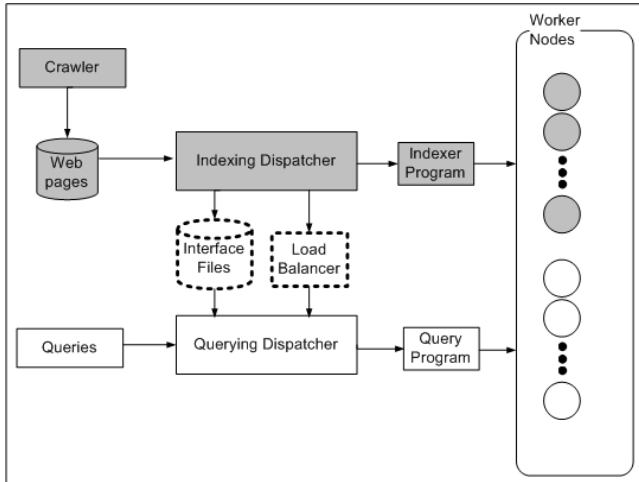 Worker
Nodes
Crawler
Web
pages
Indexing Dispatcher
Indexer
Program
Interface
Files
Load
Balancer
Queries
Querying Dispatcher
Query
Program